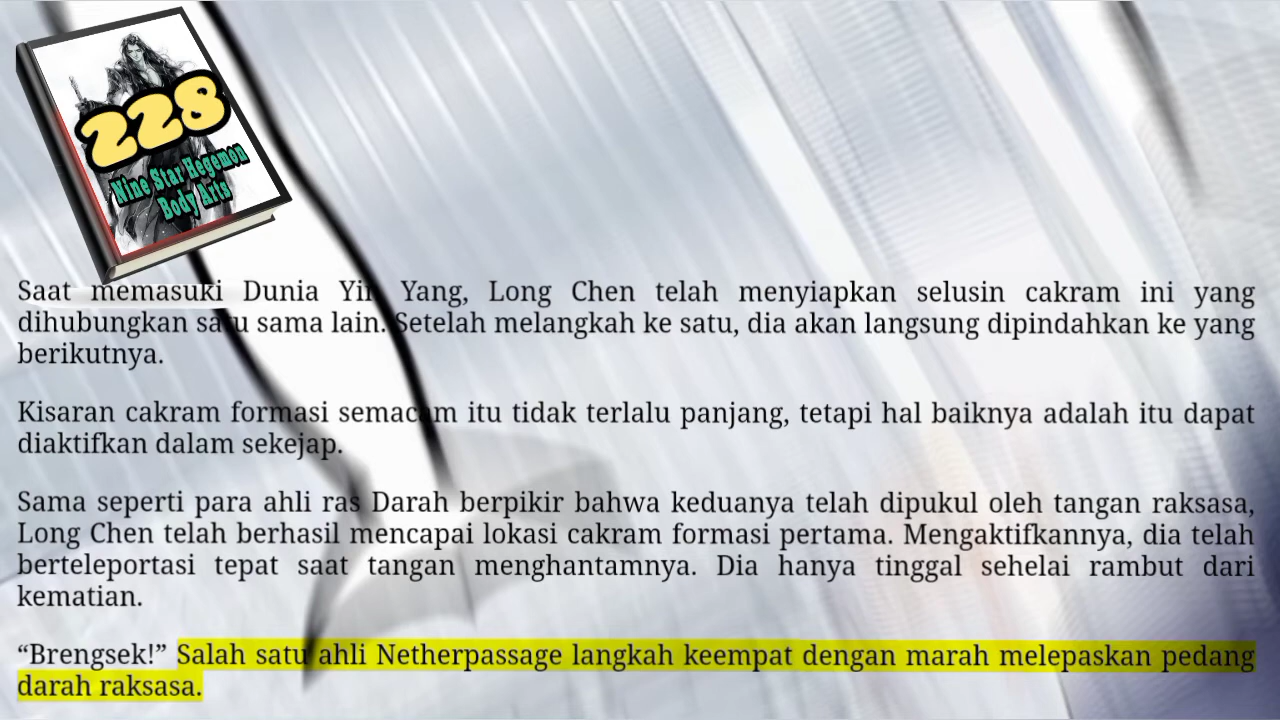 228
Nine Star Hegemon
Body Arts
Saat memasuki Dunia Yin Yang, Long Chen telah menyiapkan selusin cakram ini yang
dihubungkan satu sama lain. Setelah melangkah ke satu, dia akan langsung dipindahkan ke yang
berikutnya.
Kisaran cakram formasi semacam itu tidak terlalu panjang, tetapi hal baiknya adalah itu dapat
diaktifkan dalam sekejap.
Sama seperti para ahli ras Darah berpikir bahwa keduanya telah dipukul oleh tangan raksasa,
Long Chen telah berhasil mencapai lokasi cakram formasi pertama. Mengaktifkannya, dia telah
berteleportasi tepat saat tangan menghantamnya. Dia hanya tinggal sehelai rambut dari
kematian.
“Brengsek!” Salah satu ahli Netherpassage langkah keempat dengan marah melepaskan pedang
darah raksasa.